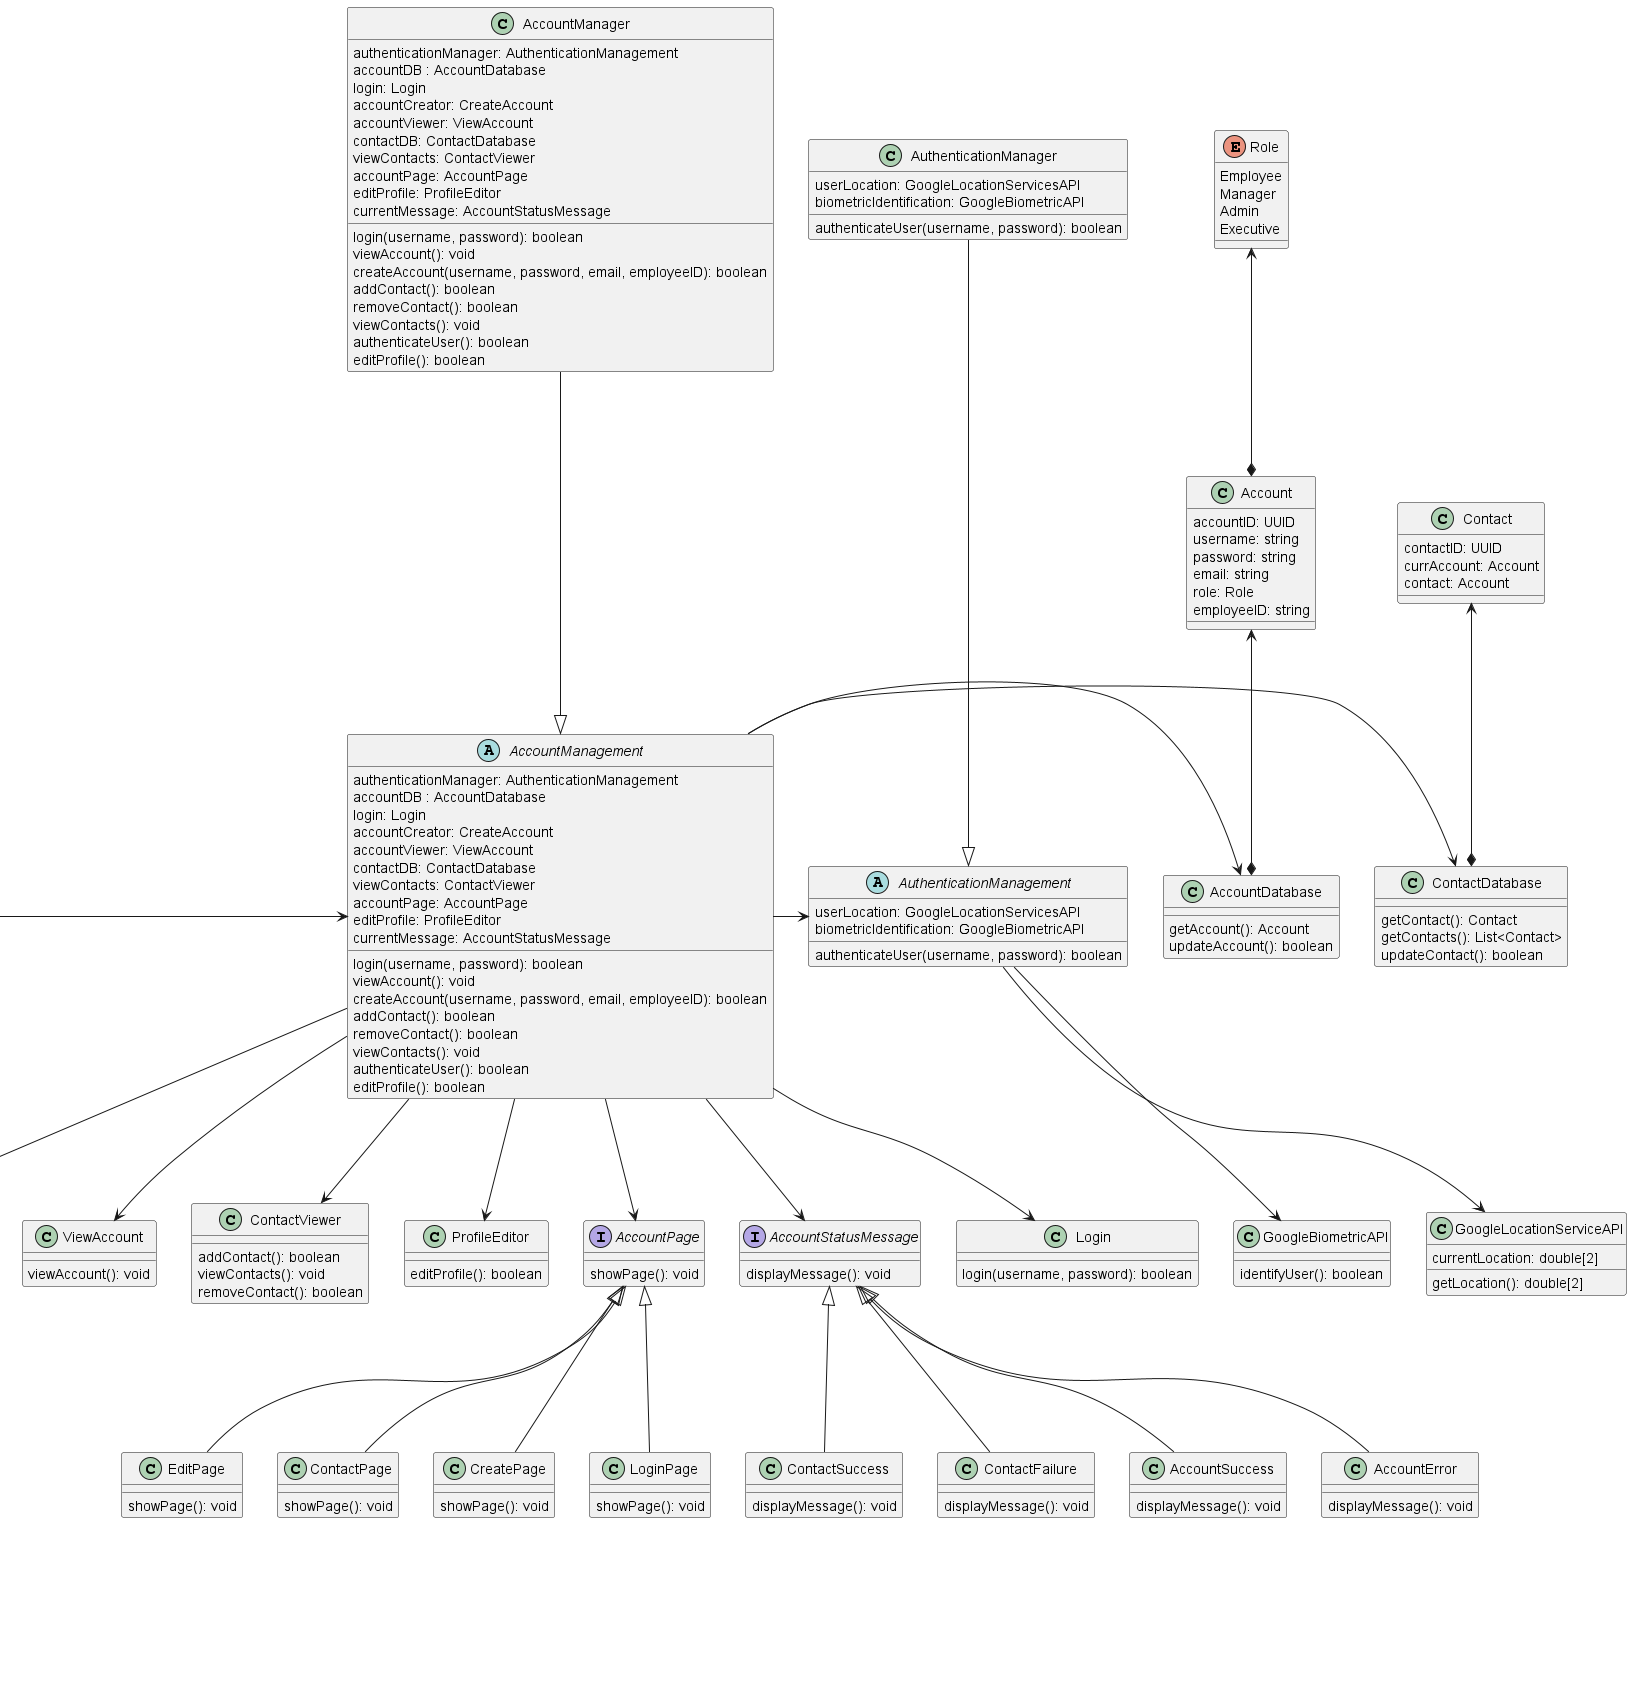 C AccountManager
authenticationManager: AuthenticationManagement
accountDB : AccountDatabase
login: Login
accountCreator: CreateAccount
accountViewer: ViewAccount
contactDB: ContactDatabase
viewContacts: ContactViewer
accountPage: AccountPage
editProfile: ProfileEditor
currentMessage: AccountStatusMessage
login(username, password): boolean
viewAccount(): void
createAccount(username, password, email, employeeID): boolean
addContact(): boolean
removeContact(): boolean
viewContacts(): void
authenticateUser(): boolean
editProfile(): boolean
C AuthenticationManager
userLocation: GoogleLocationServicesAPI
biometricIdentification: GoogleBiometricAPI
authenticateUser(username, password): boolean
E Role
Employee
Manager
Admin
Executive
C Account
accountID: UUID
username: string
password: string
email: string
role: Role
employeeID: string
C Contact
contactID: UUID
currAccount: Account
contact: Account
A AccountManagement
authenticationManager: AuthenticationManagement
accountDB : AccountDatabase
login: Login
accountCreator: CreateAccount
accountViewer: ViewAccount
contactDB: ContactDatabase
viewContacts: ContactViewer
accountPage: AccountPage
editProfile: ProfileEditor
currentMessage: AccountStatusMessage
login(username, password): boolean
viewAccount(): void
createAccount(username, password, email, employeeID): boolean
addContact(): boolean
removeContact(): boolean
viewContacts(): void
authenticateUser(): boolean
editProfile(): boolean
A AuthenticationManagement
userLocation: GoogleLocationServicesAPI
biometricIdentification: GoogleBiometricAPI
authenticateUser(username, password): boolean
C AccountDatabase
getAccount(): Account
updateAccount(): boolean
C ContactDatabase
getContact(): Contact
getContacts(): List<Contact>
updateContact(): boolean
C ViewAccount
viewAccount(): void
C ContactViewer
addContact(): boolean
viewContacts(): void
removeContact(): boolean
C ProfileEditor
editProfile(): boolean
I AccountPage
showPage(): void
I AccountStatusMessage
displayMessage(): void
C Login
login(username, password): boolean
C GoogleBiometricAPI
identifyUser(): boolean
C GoogleLocationServiceAPI
currentLocation: double[2]
getLocation(): double[2]
C EditPage
showPage(): void
C ContactPage
showPage(): void
C CreatePage
showPage(): void
C LoginPage
showPage(): void
C ContactSuccess
displayMessage(): void
C ContactFailure
displayMessage(): void
C AccountSuccess
displayMessage(): void
C AccountError
displayMessage(): void